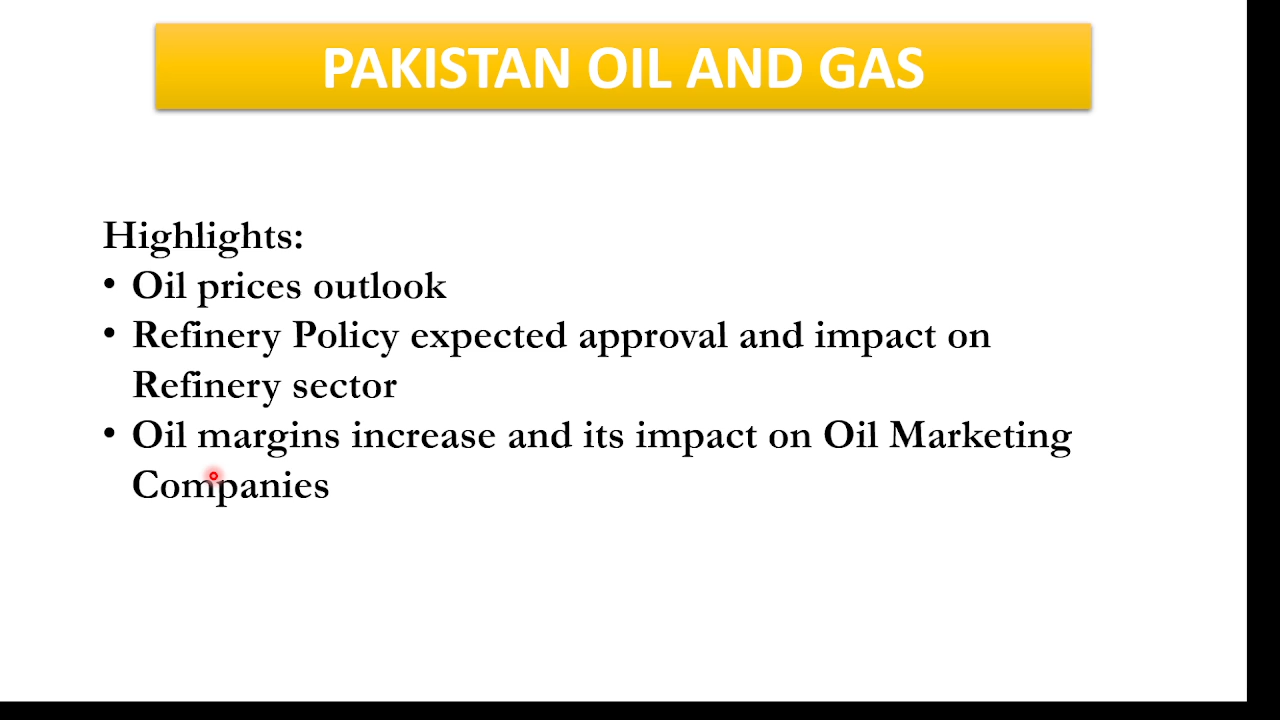 PAKISTAN OIL AND GAS
Highlights:
• Oil prices outlook
• Refinery Policy expected approval and impact on
Refinery sector
• Oil margins increase and its impact on Oil Marketing
Companies